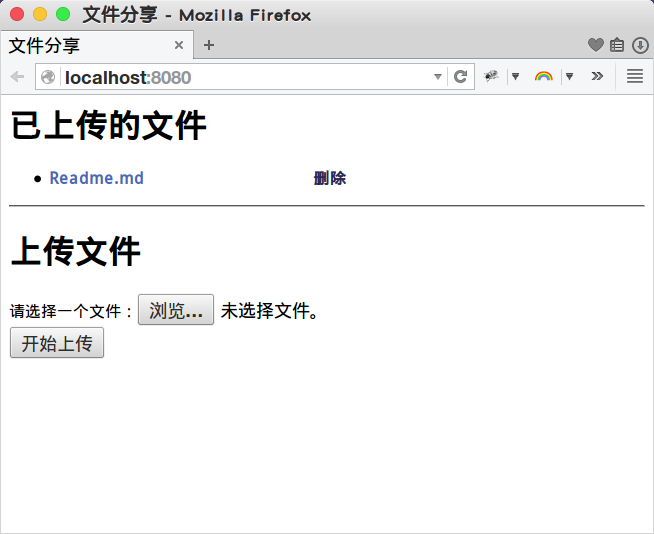 文件分享 - Mozilla Firefox
文件分享
localhost:8080
已上传的文件
Readme.md 删除
上传文件
请选择一个文件： 浏览... 未选择文件。
开始上传